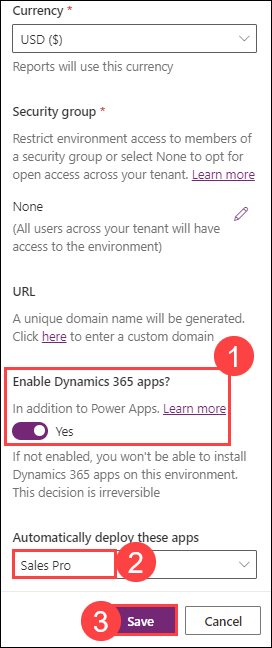 Currency *
USD ($)
Reports will use this currency
Security group *
Restrict environment access to members of
a security group or select None to opt for
open access across your tenant. Learn more
None
(All users across your tenant will have
access to the environment)
URL
A unique domain name will be generated.
Click here to enter a custom domain
1
Enable Dynamics 365 apps?
In addition to Power Apps. Learn more
Yes
If not enabled, you won't be able to install
Dynamics 365 apps on this environment.
This decision is irreversible
Automatically deploy these apps
Sales Pro 2
3 Save Cancel